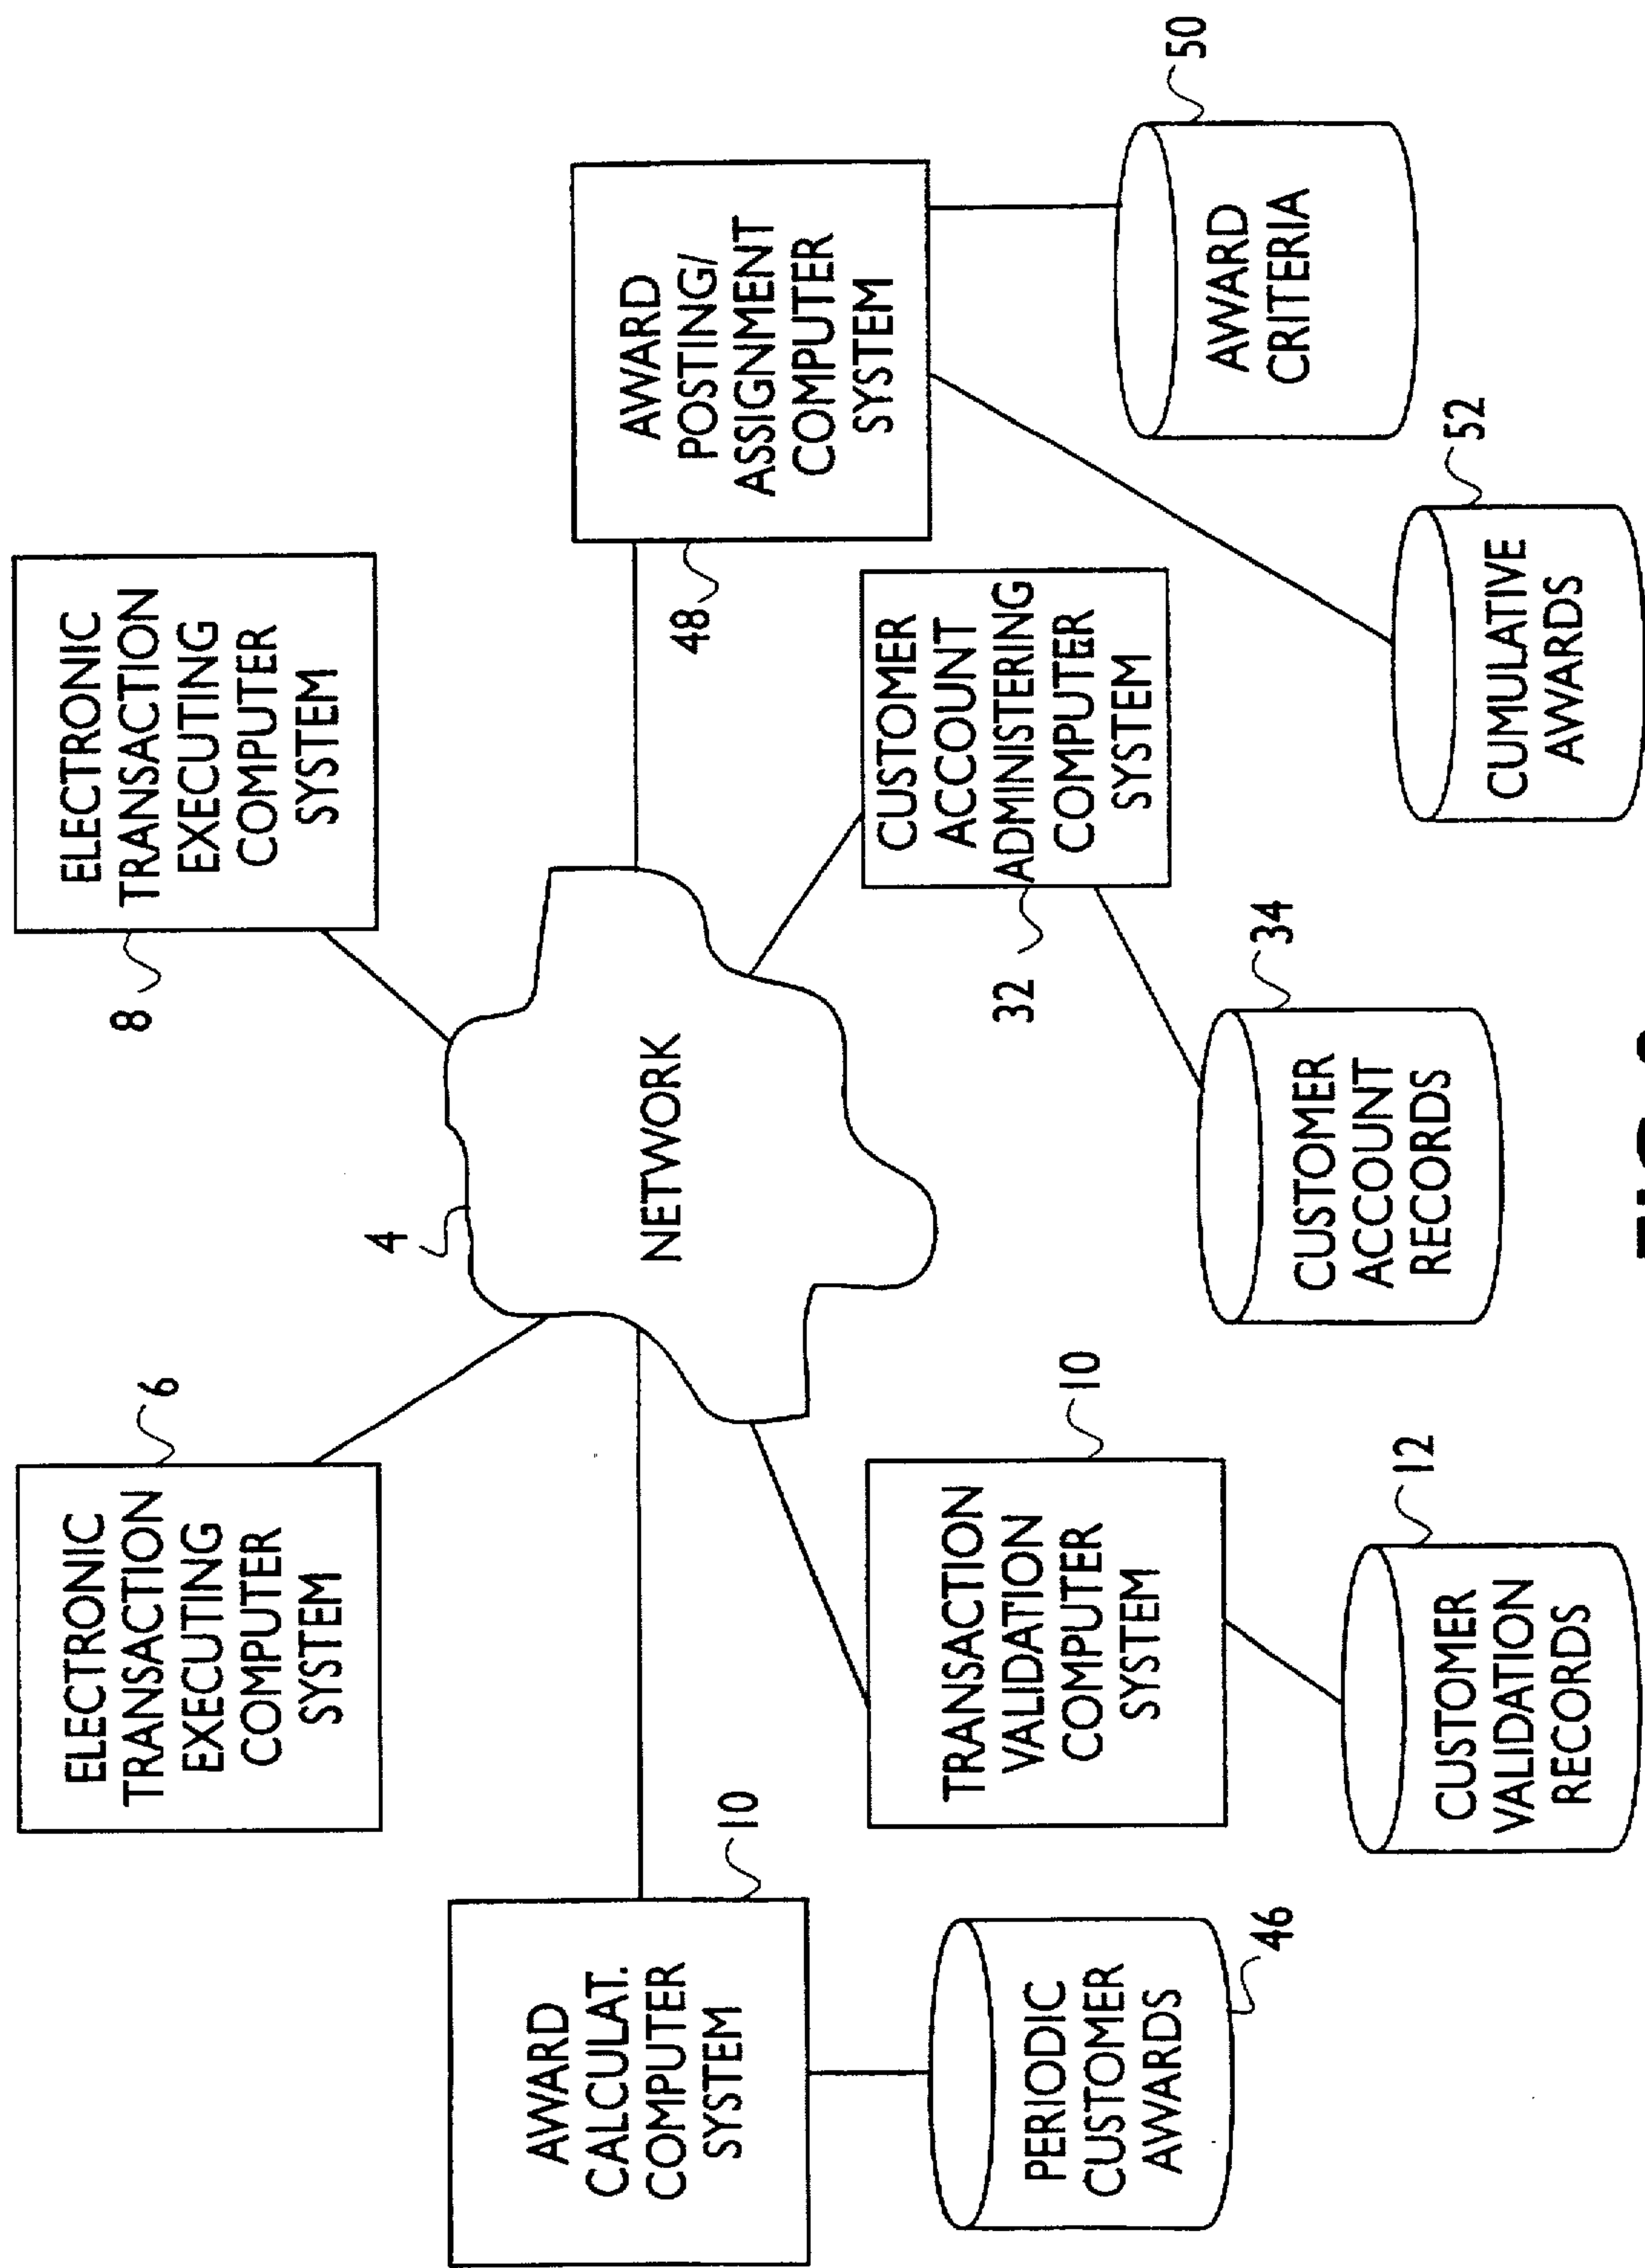 ELECTRONIC
TRANSACTION
EXECUTING
COMPUTER
SYSTEM
6
ELECTRONIC
TRANSACTION
EXECUTING
COMPUTER
SYSTEM
8
4
NETWORK
AWARD
CALCULAT.
COMPUTER
SYSTEM
10
PERIODIC
CUSTOMER
AWARDS
46
TRANSACTION
VALIDATION
COMPUTER
SYSTEM
10
CUSTOMER
VALIDATION
RECORDS
12
CUSTOMER
ACCOUNT
ADMINISTERING
COMPUTER
SYSTEM
32
CUSTOMER
ACCOUNT
RECORDS
34
AWARD
POSTING/
ASSIGNMENT
COMPUTER
SYSTEM
48
AWARD
CRITERIA
50
CUMULATIVE
AWARDS
52